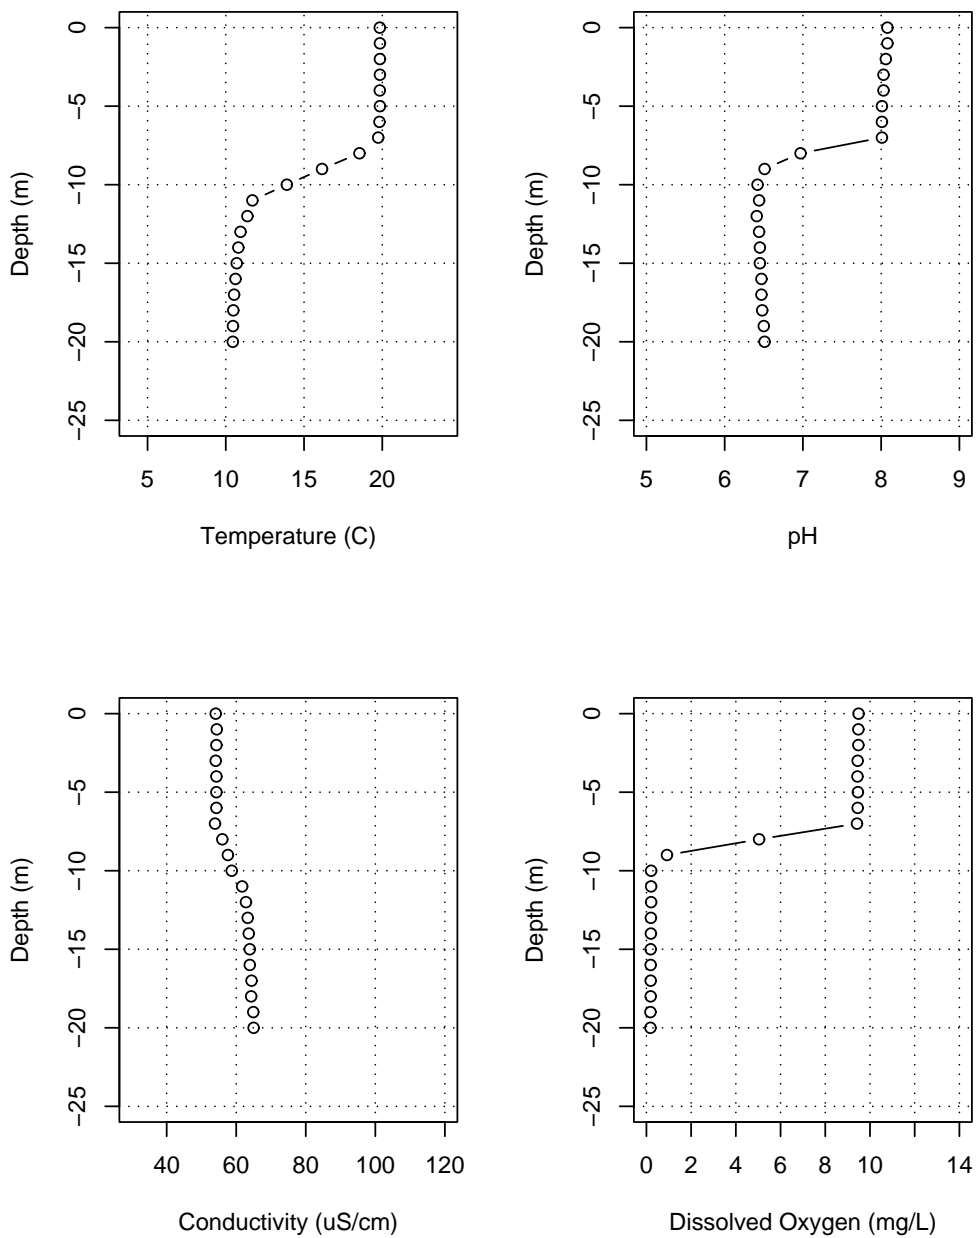 0
−5
−10
−15
−20
−25
Depth (m)
5 10 15 20
Temperature (C)
0
−5
−10
−15
−20
−25
Depth (m)
5 6 7 8 9
pH
0
−5
−10
−15
−20
−25
Depth (m)
40 60 80 100 120
Conductivity (uS/cm)
0
−5
−10
−15
−20
−25
Depth (m)
0 2 4 6 8 10 14
Dissolved Oxygen (mg/L)